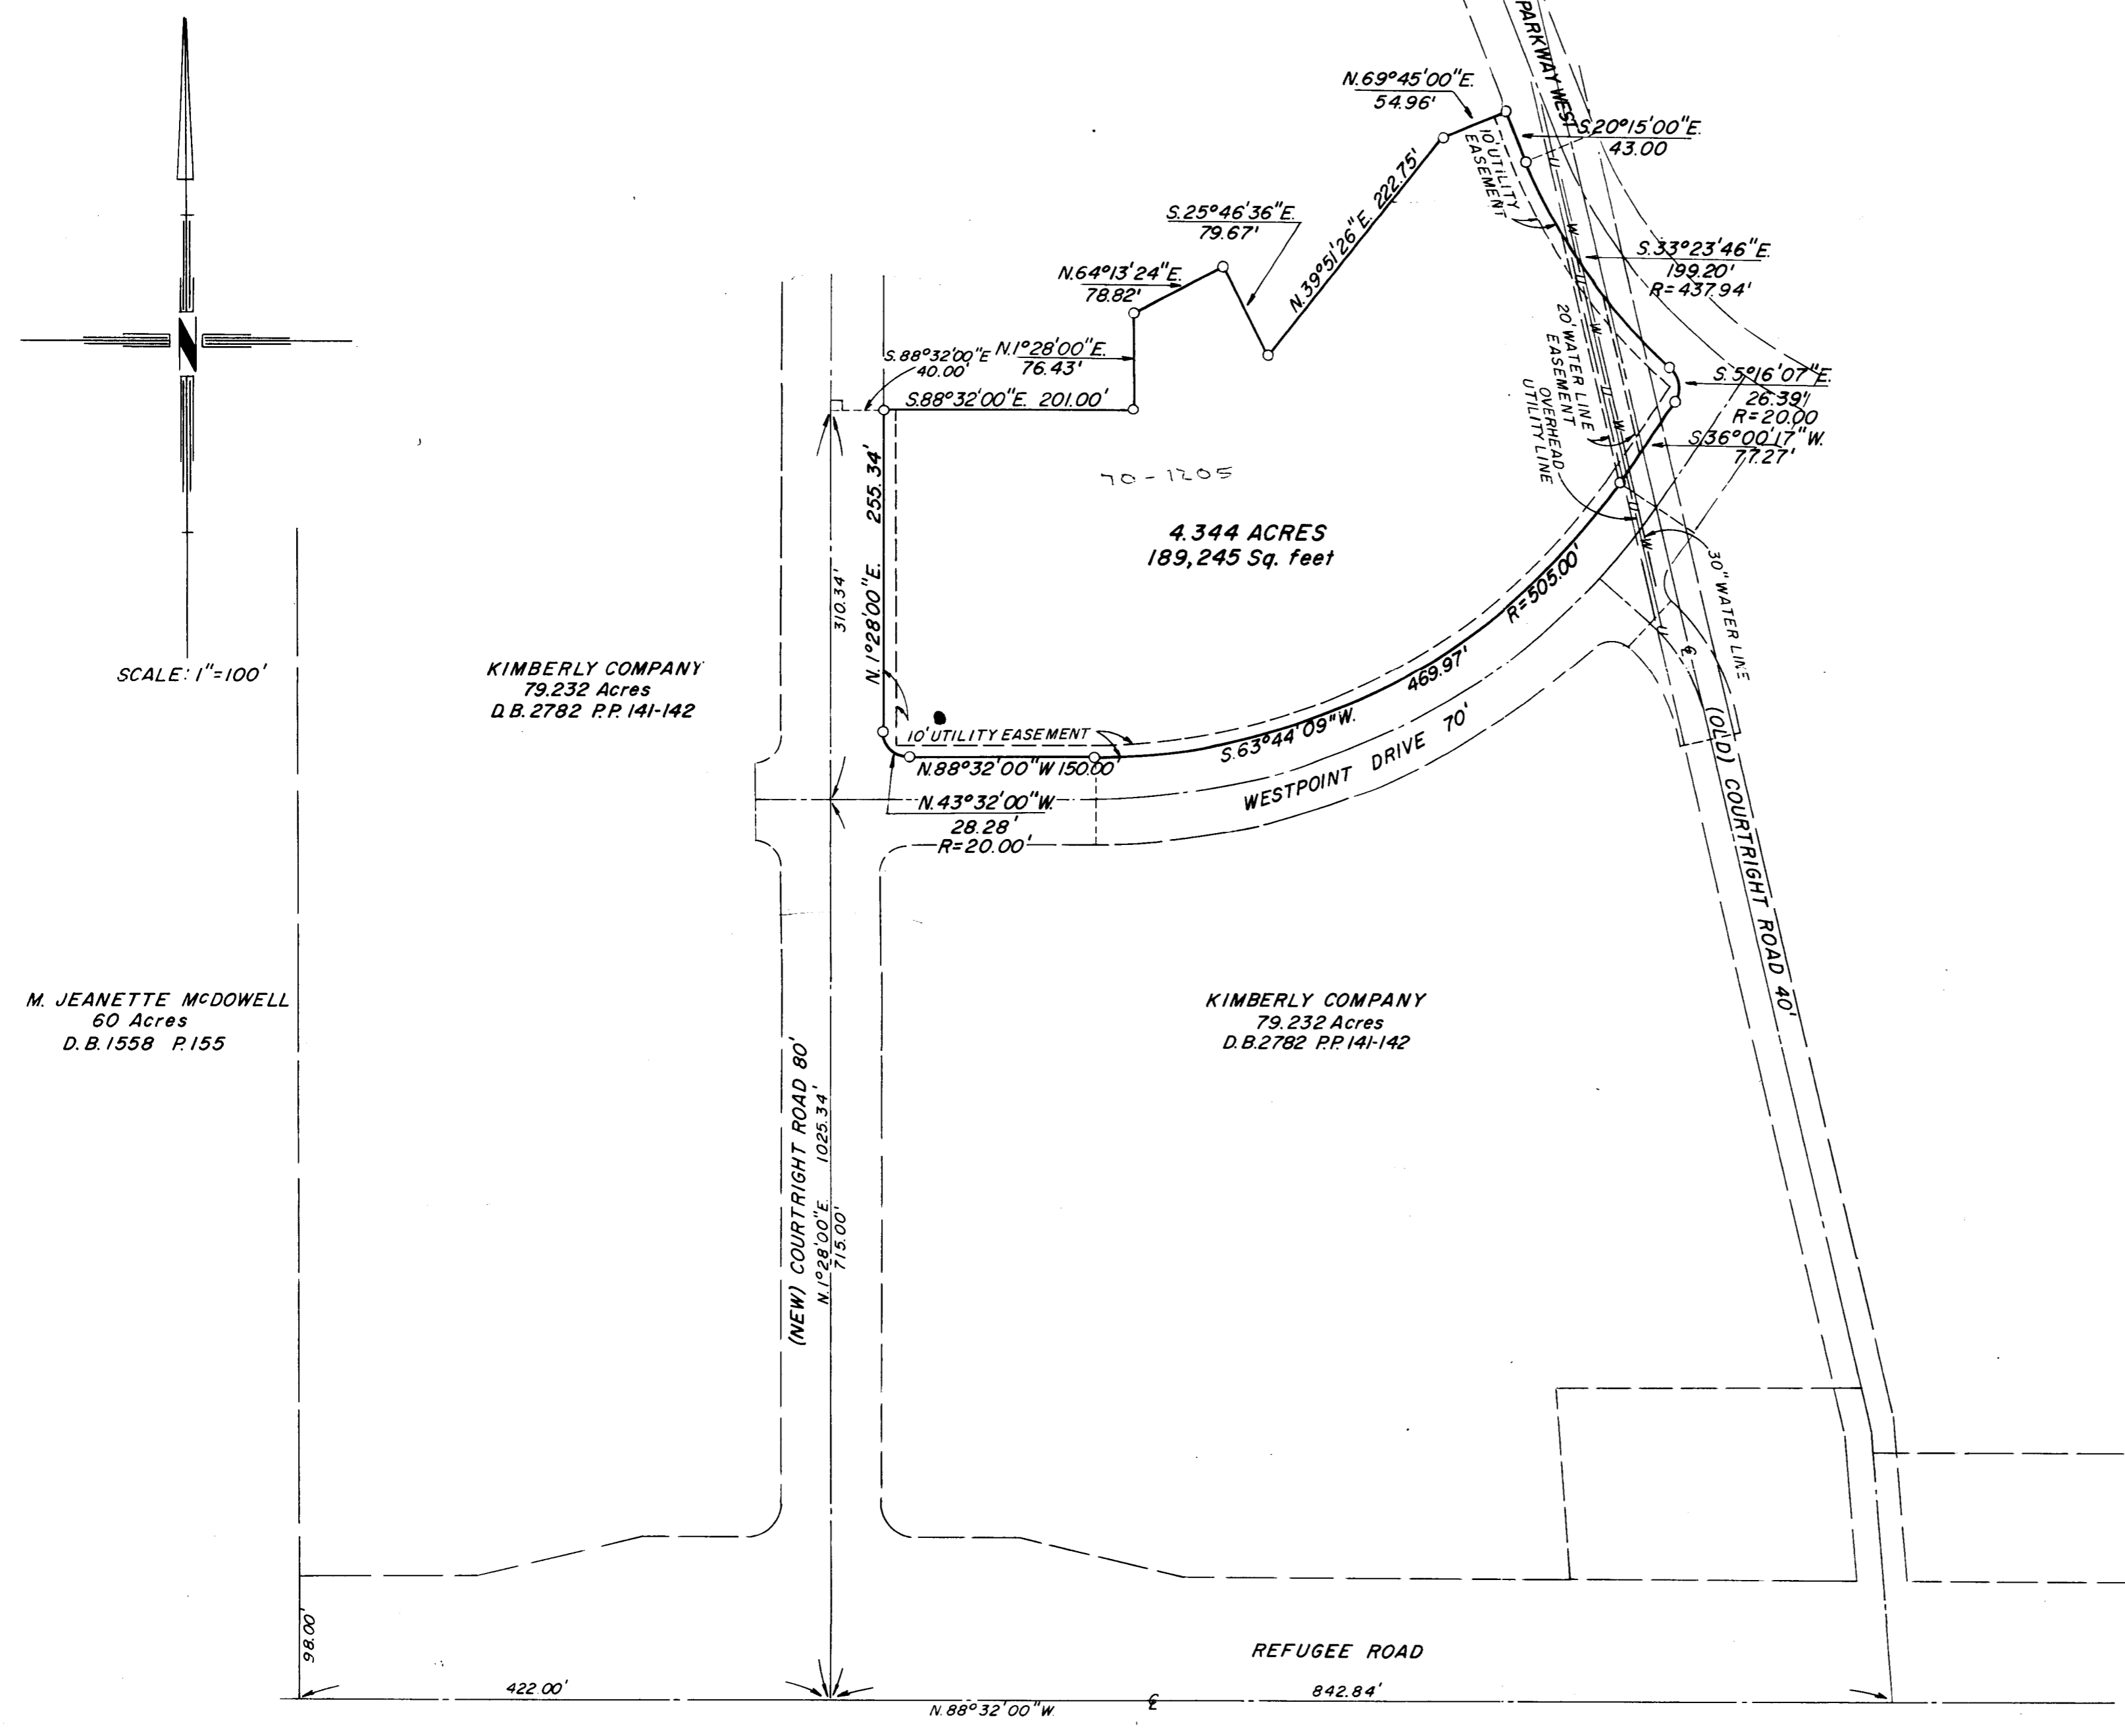 PARKWAY WEST
N.69°45'00"E.
54.96'
S.20°15'00"E.
43.00
10' UTILITY
EASEMENT
S.25°46'36"E.
79.67'
N.39°51'26"E. 222.75'
S.33°23'46"E.
199.20'
R=437.94'
N.64°13'24"E.
78.82'
20' WATER LINE
EASEMENT
OVERHEAD
UTILITY LINE
S.88°32'00"E
40.00'
N.1°28'00"E.
76.43'
S.5°16'07"E.
26.39'
R=20.00
S.36°00'17"W.
77.27'
S.88°32'00"E. 201.00'
N
70-1205
4.344 ACRES
189,245 Sq. feet
N.1°28'00"E. 255.34'
310.34'
R=505.00'
30" WATER LINE
SCALE: 1"=100'
KIMBERLY COMPANY
79.232 Acres
D.B.2782 P.P. 141-142
469.97'
S.63°44'09"W.
10' UTILITY EASEMENT
N.88°32'00"W 150.00'
WESTPOINT DRIVE 70'
N.43°32'00"W.
28.28'
R=20.00'
(OLD) COURTRIGHT ROAD 40'
M. JEANETTE McDOWELL
60 Acres
D.B.1558 P.155
KIMBERLY COMPANY
79.232 Acres
D.B.2782 P.P. 141-142
(NEW) COURTRIGHT ROAD 80'
N.1°28'00"E. 1025.34'
715.00'
98.00'
REFUGEE ROAD
422.00'
842.84'
N.88°32'00"W.